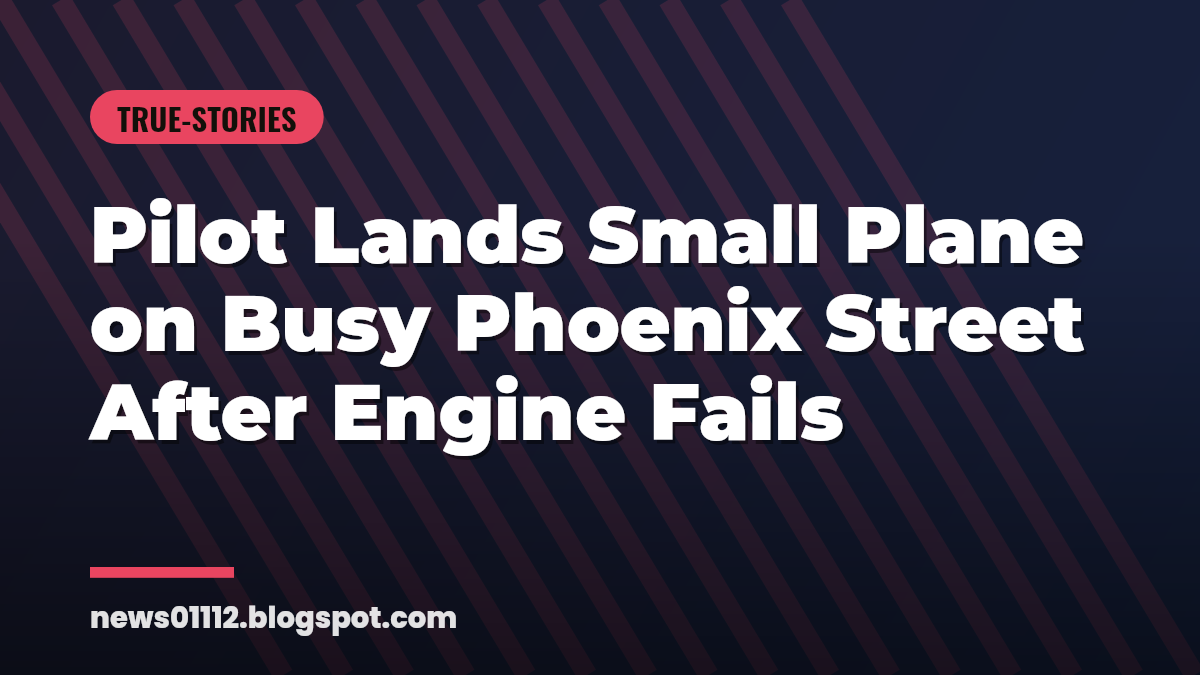 TRUE-STORIES
Pilot Lands Small Plane
on Busy Phoenix Street
After Engine Fails
news01112.blogspot.com